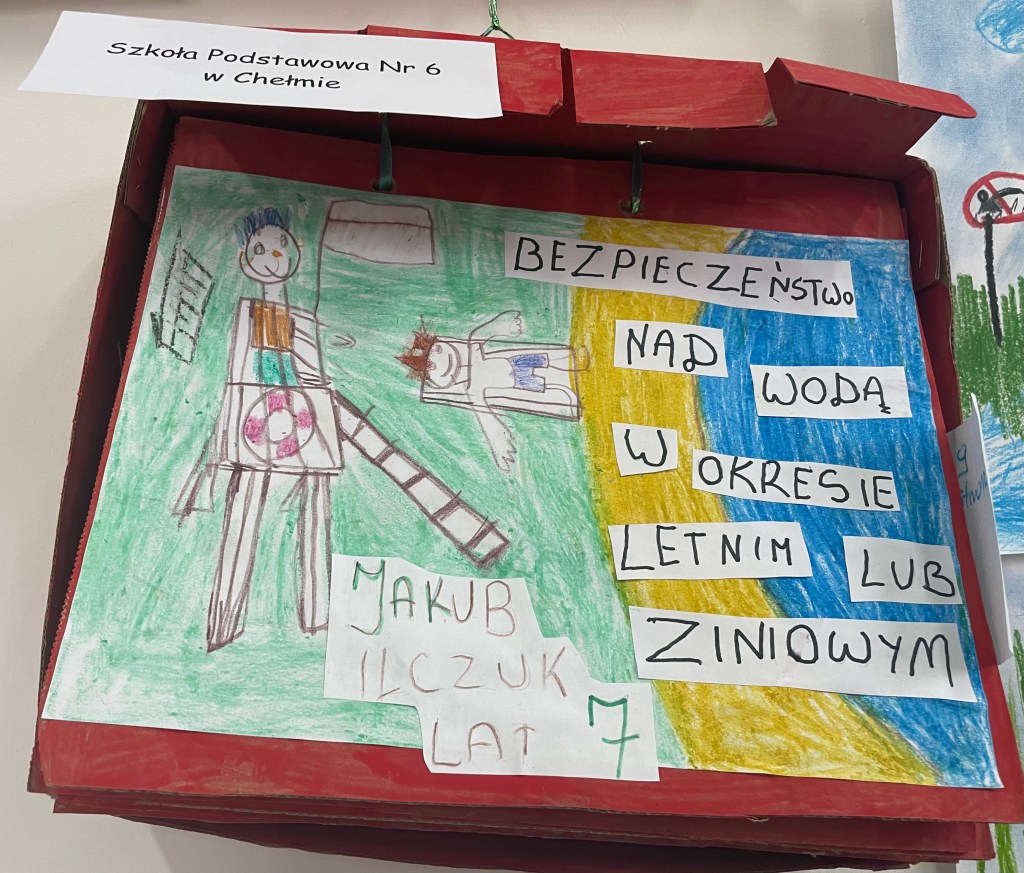 Szkoła Podstawowa Nr 6
w Chełmie
BEZPIECZEŃSTWO
NAD
WODĄ
W OKRESIE
LETNIM LUB
ZINIOWYM
JAKUB
ILCZUK
LAT 7